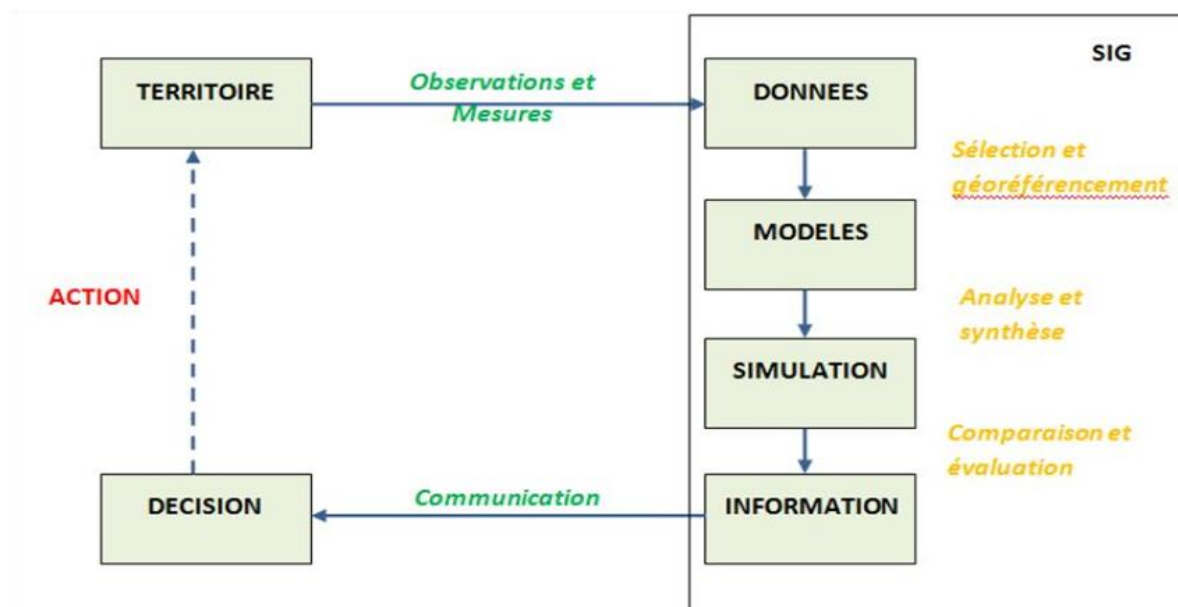 SIG
TERRITOIRE
Observations et
Mesures
DONNEES
Sélection et
géoréférencement
MODELES
ACTION
Analyse et
synthèse
SIMULATION
Comparaison et
évaluation
DECISION
Communication
INFORMATION